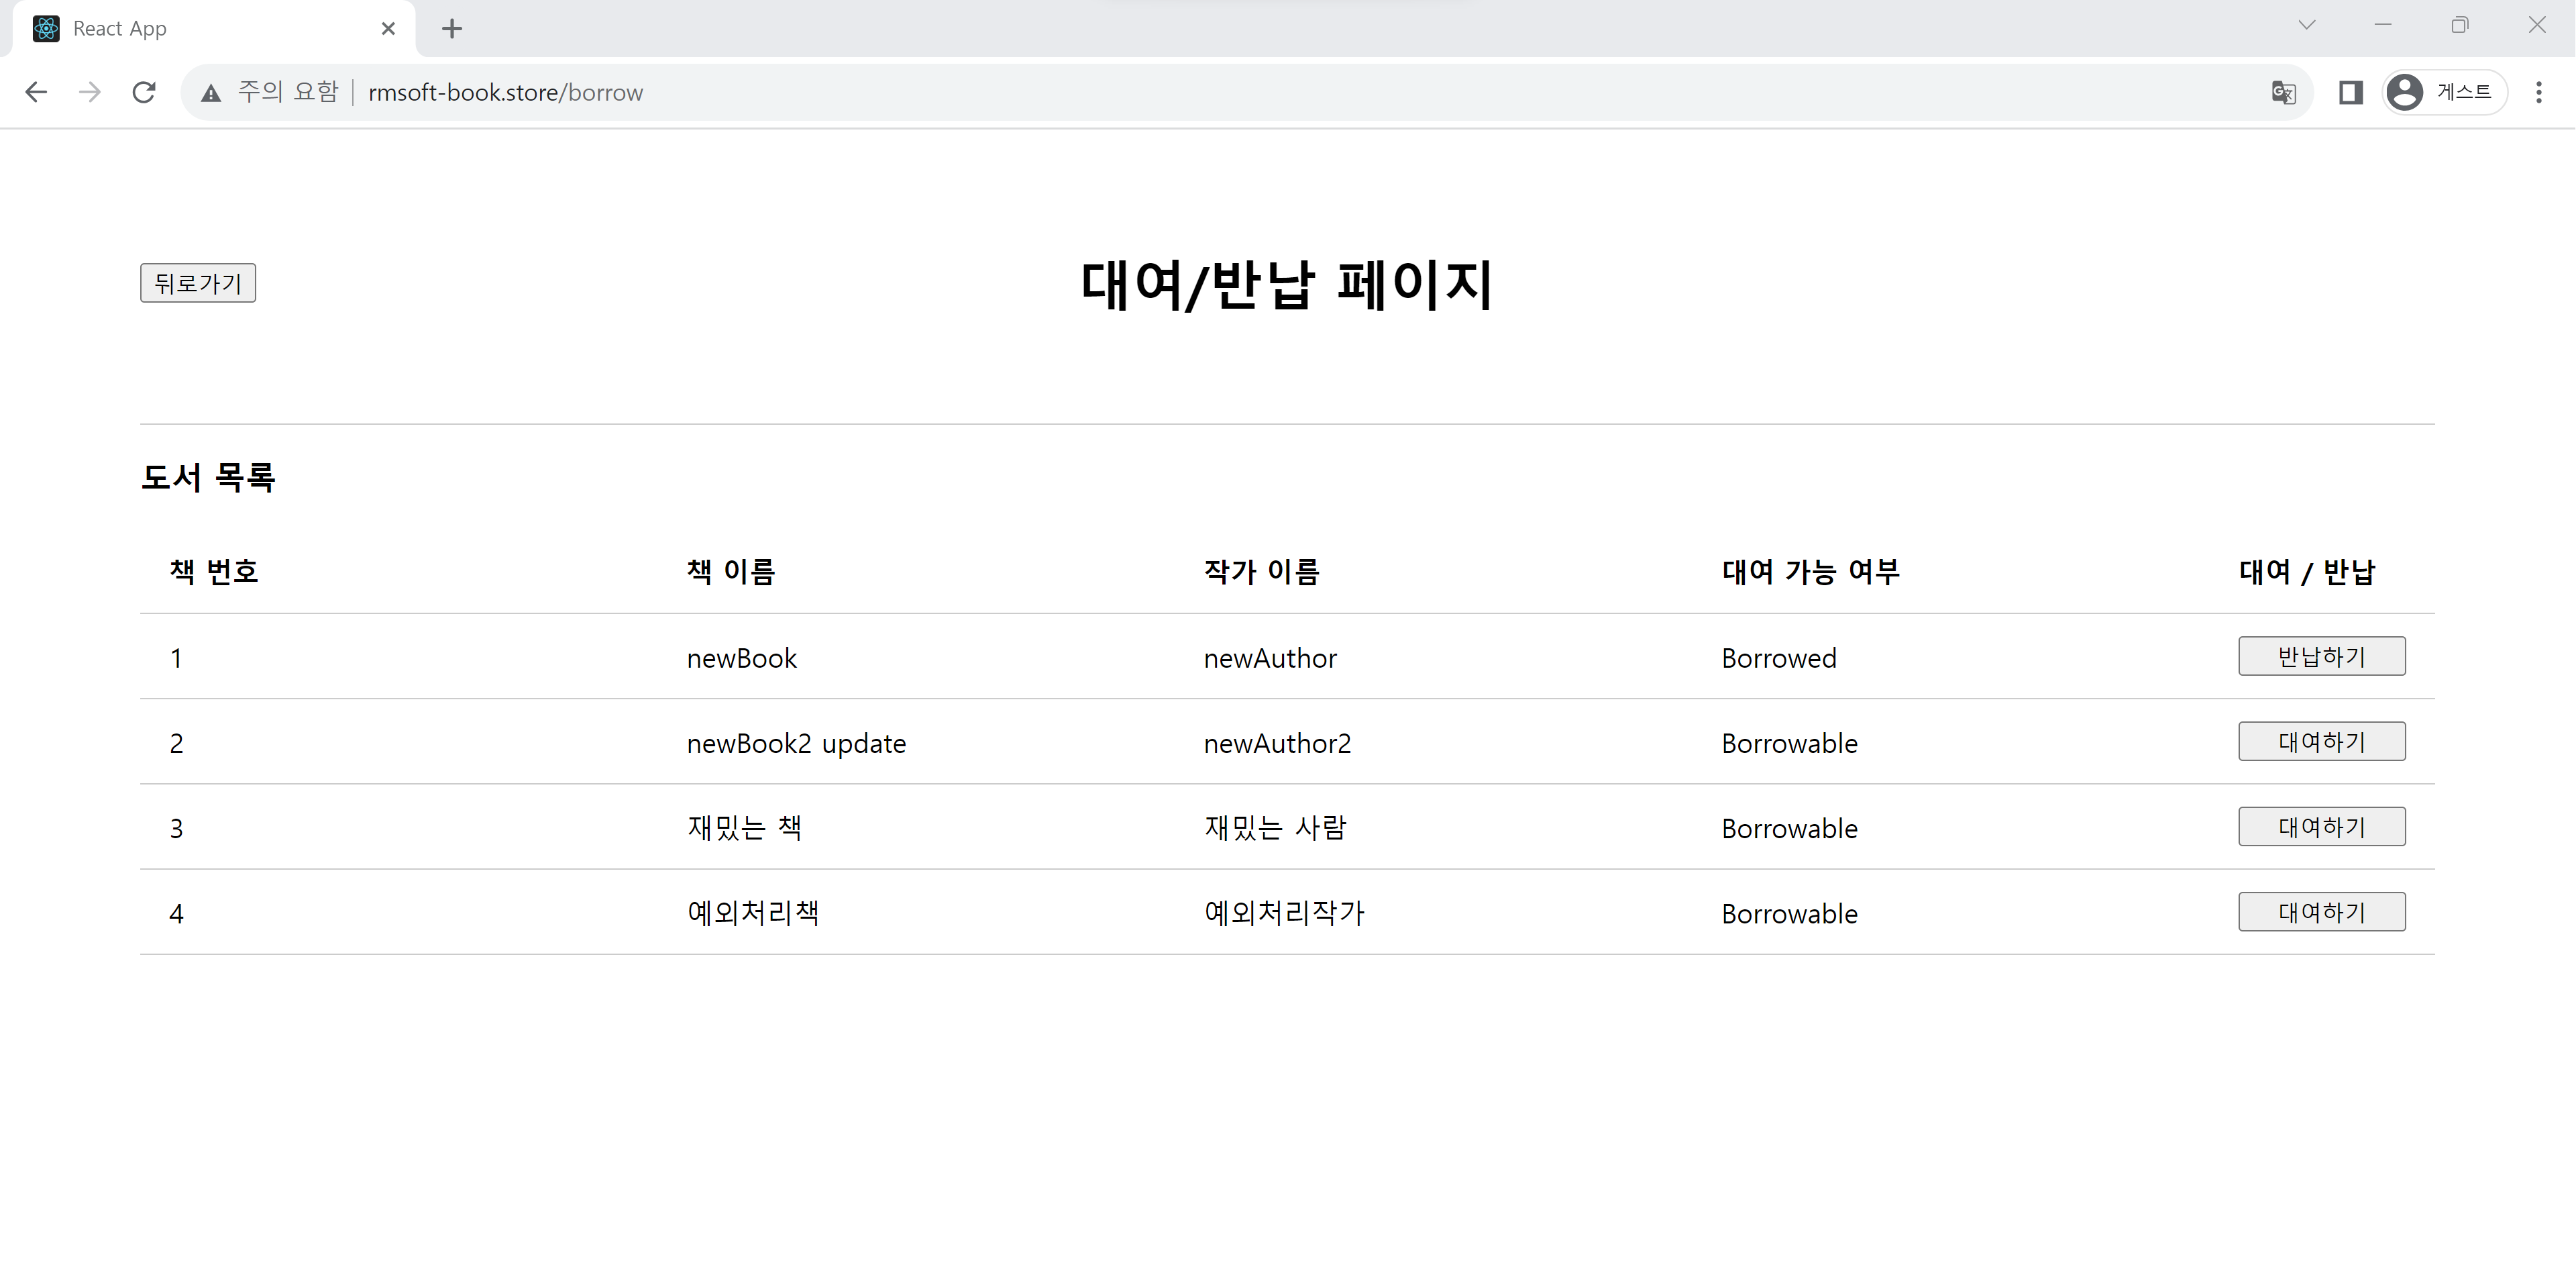 React App
주의 요함 rmsoft-book.store/borrow 게스트
뒤로가기 대여/반납 페이지
도서 목록
책 번호 책 이름 작가 이름 대여 가능 여부 대여 / 반납
1 newBook newAuthor Borrowed 반납하기
2 newBook2 update newAuthor2 Borrowable 대여하기
3 재밌는 책 재밌는 사람 Borrowable 대여하기
4 예외처리책 예외처리작가 Borrowable 대여하기